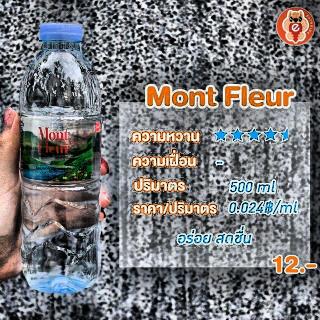 Mont Fleur
Mont
Fleur
ความหวาน
ความเฝื่อน -
ปริมาตร 500 ml
ราคา/ปริมาตร 0.024฿/ml
อร่อย สดชื่น
12.-